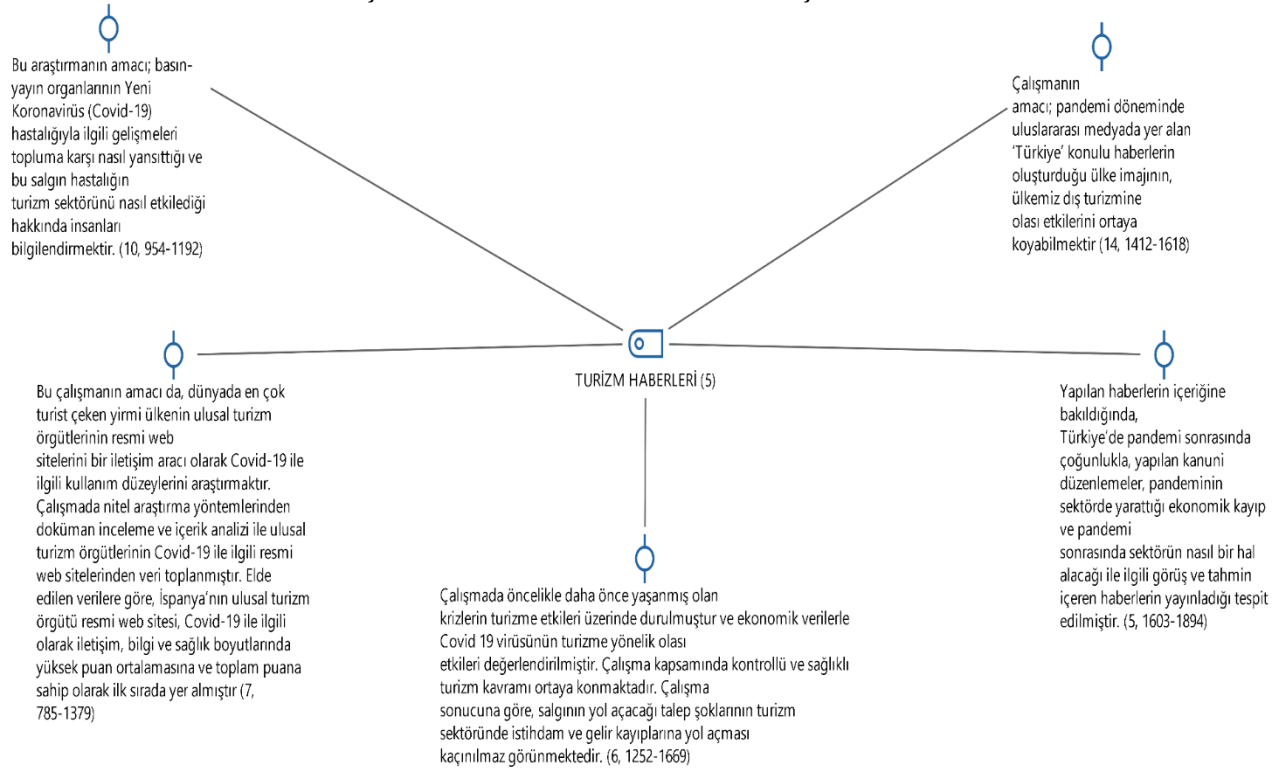 Bu araştırmanın amacı; basın-
yayın organlarının Yeni
Koronavirüs (Covid-19)
hastalığıyla ilgili gelişmeleri
topluma karşı nasıl yansıttığı ve
bu salgın hastalığın
turizm sektörünü nasıl etkilediği
hakkında insanları
bilgilendirmektir. (10, 954-1192)
Çalışmanın
amacı; pandemi döneminde
uluslararası medyada yer alan
‘Türkiye’ konulu haberlerin
oluşturduğu ülke imajının,
ülkemiz dış turizmine
olası etkilerini ortaya
koyabilmektir (14, 1412-1618)
TURİZM HABERLERİ (5)
Bu çalışmanın amacı da, dünyada en çok
turist çeken yirmi ülkenin ulusal turizm
örgütlerinin resmi web
sitelerini bir iletişim aracı olarak Covid-19 ile
ilgili kullanım düzeylerini araştırmaktır.
Çalışmada nitel araştırma yöntemlerinden
doküman inceleme ve içerik analizi ile ulusal
turizm örgütlerinin Covid-19 ile ilgili resmi
web sitelerinden veri toplanmıştır. Elde
edilen verilere göre, İspanya’nın ulusal turizm
örgütü resmi web sitesi, Covid-19 ile ilgili
olarak iletişim, bilgi ve sağlık boyutlarında
yüksek puan ortalamasına ve toplam puana
sahip olarak ilk sırada yer almıştır (7,
785-1379)
Çalışmada öncelikle daha önce yaşanmış olan
krizlerin turizme etkileri üzerinde durulmuştur ve ekonomik verilerle
Covid 19 virüsünün turizme yönelik olası
etkileri değerlendirilmiştir. Çalışma kapsamında kontrollü ve sağlıklı
turizm kavramı ortaya konmaktadır. Çalışma
sonucuna göre, salgının yol açacağı talep şoklarının turizm
sektöründe istihdam ve gelir kayıplarına yol açması
kaçınılmaz görünmektedir. (6, 1252-1669)
Yapılan haberlerin içeriğine
bakıldığında,
Türkiye’de pandemi sonrasında
çoğunlukla, yapılan kanuni
düzenlemeler, pandeminin
sektörde yarattığı ekonomik kayıp
ve pandemi
sonrasında sektörün nasıl bir hal
alacağı ile ilgili görüş ve tahmin
içeren haberlerin yayınladığı tespit
edilmiştir. (5, 1603-1894)